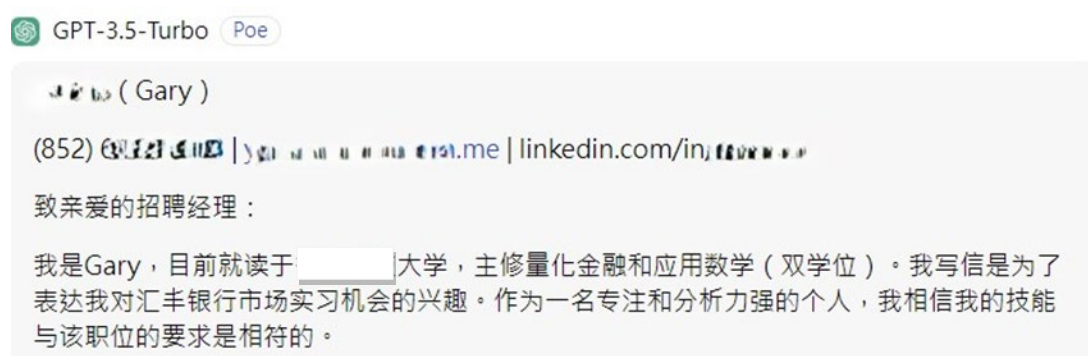 GPT-3.5-Turbo Poe
( Gary )
(852) | .me | linkedin.com/in/
致亲爱的招聘经理：
我是Gary，目前就读于 大学，主修量化金融和应用数学（双学位）。我写信是为了
表达我对汇丰银行市场实习机会的兴趣。作为一名专注和分析力强的个人，我相信我的技能
与该职位的要求是相符的。